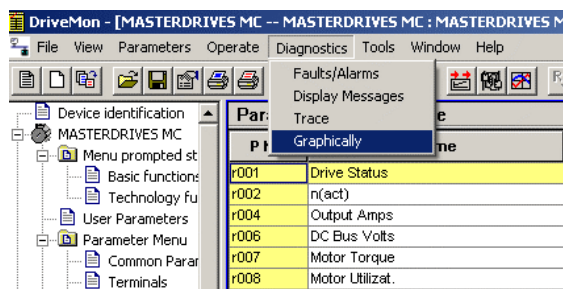 DriveMon - [MASTERDRIVES MC -- MASTERDRIVES MC : MASTERDRIVES M
File View Parameters Operate Diagnostics Tools Window Help
Faults/Alarms
Display Messages
Trace
Graphically
Device identification
MASTERDRIVES MC
Menu prompted st
Basic functions
Technology fu
User Parameters
Parameter Menu
Common Parar
Terminals
Par
e
P N
me
r001 Drive Status
r002 n(act)
r004 Output Amps
r006 DC Bus Volts
r007 Motor Torque
r008 Motor Utilizat.